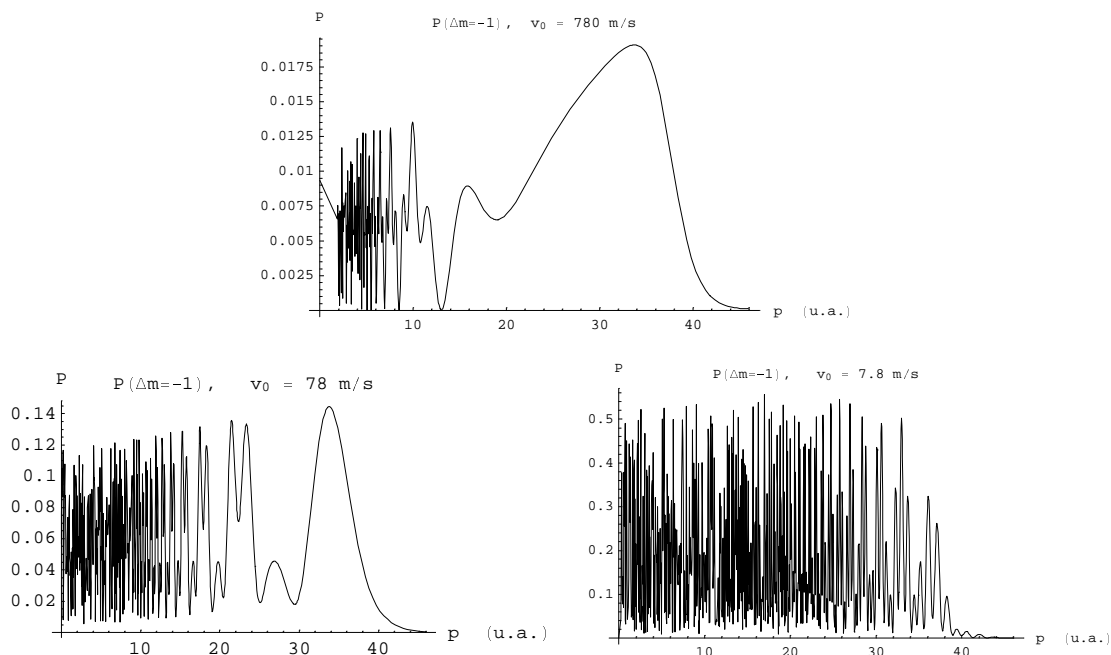 P
P(Δm=-1), v₀ = 780 m/s
0.0175
0.015
0.0125
0.01
0.0075
0.005
0.0025
10 20 30 40
p (u.a.)
P
P(Δm=-1), v₀ = 78 m/s
0.14
0.12
0.1
0.08
0.06
0.04
0.02
10 20 30 40
p (u.a.)
P
P(Δm=-1), v₀ = 7.8 m/s
0.5
0.4
0.3
0.2
0.1
10 20 30 40
p (u.a.)